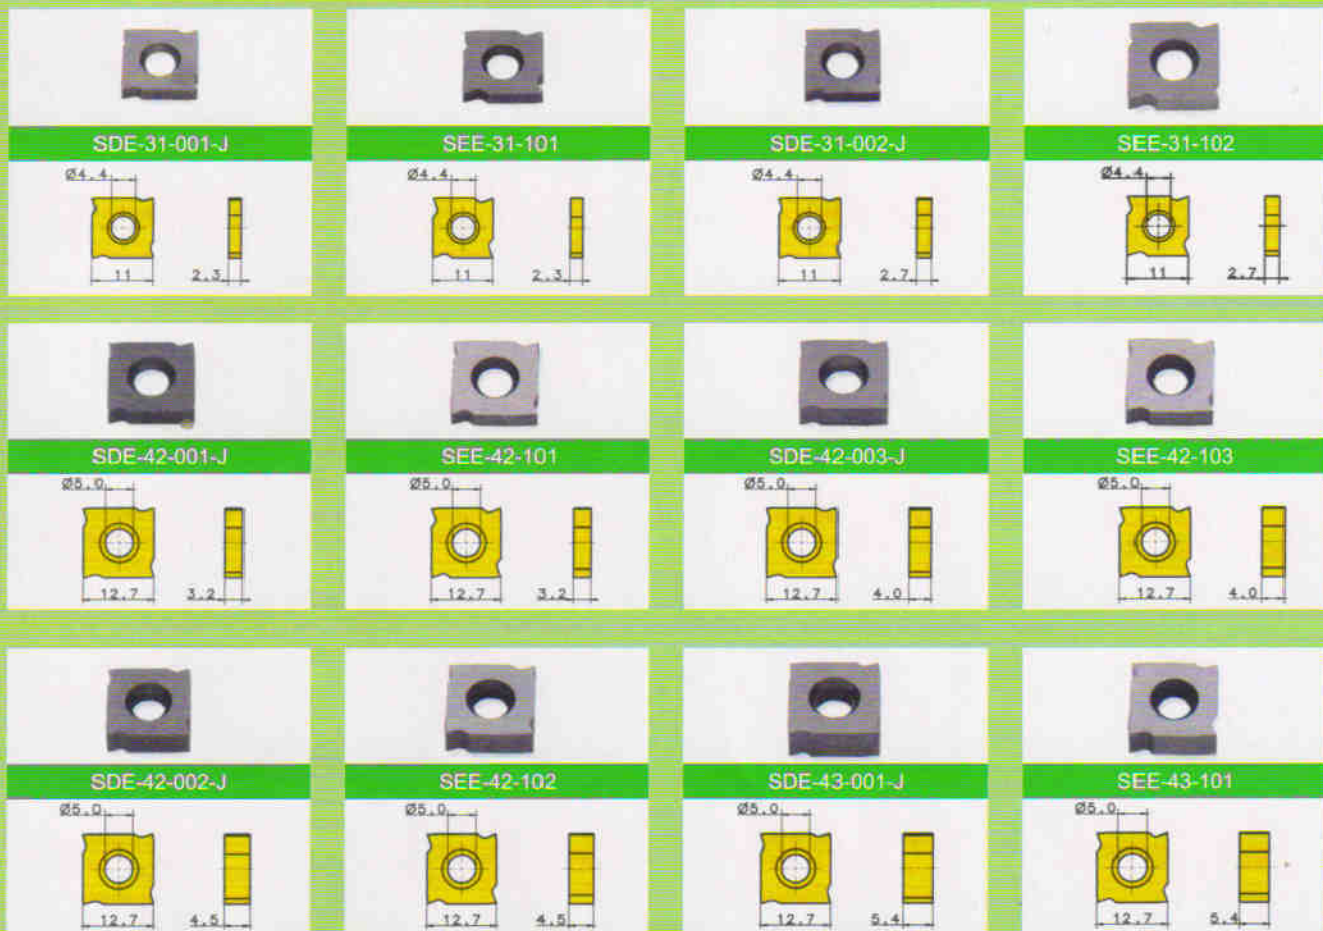 SDE-31-001-J
SEE-31-101
SDE-31-002-J
SEE-31-102
Ø4.4
11
2.3
Ø4.4
11
2.3
Ø4.4
11
2.7
Ø4.4
11
2.7
SDE-42-001-J
SEE-42-101
SDE-42-003-J
SEE-42-103
Ø5.0
12.7
3.2
Ø5.0
12.7
3.2
Ø5.0
12.7
4.0
Ø5.0
12.7
4.0
SDE-42-002-J
SEE-42-102
SDE-43-001-J
SEE-43-101
Ø5.0
12.7
4.5
Ø5.0
12.7
4.5
Ø5.0
12.7
5.4
Ø5.0
12.7
5.4